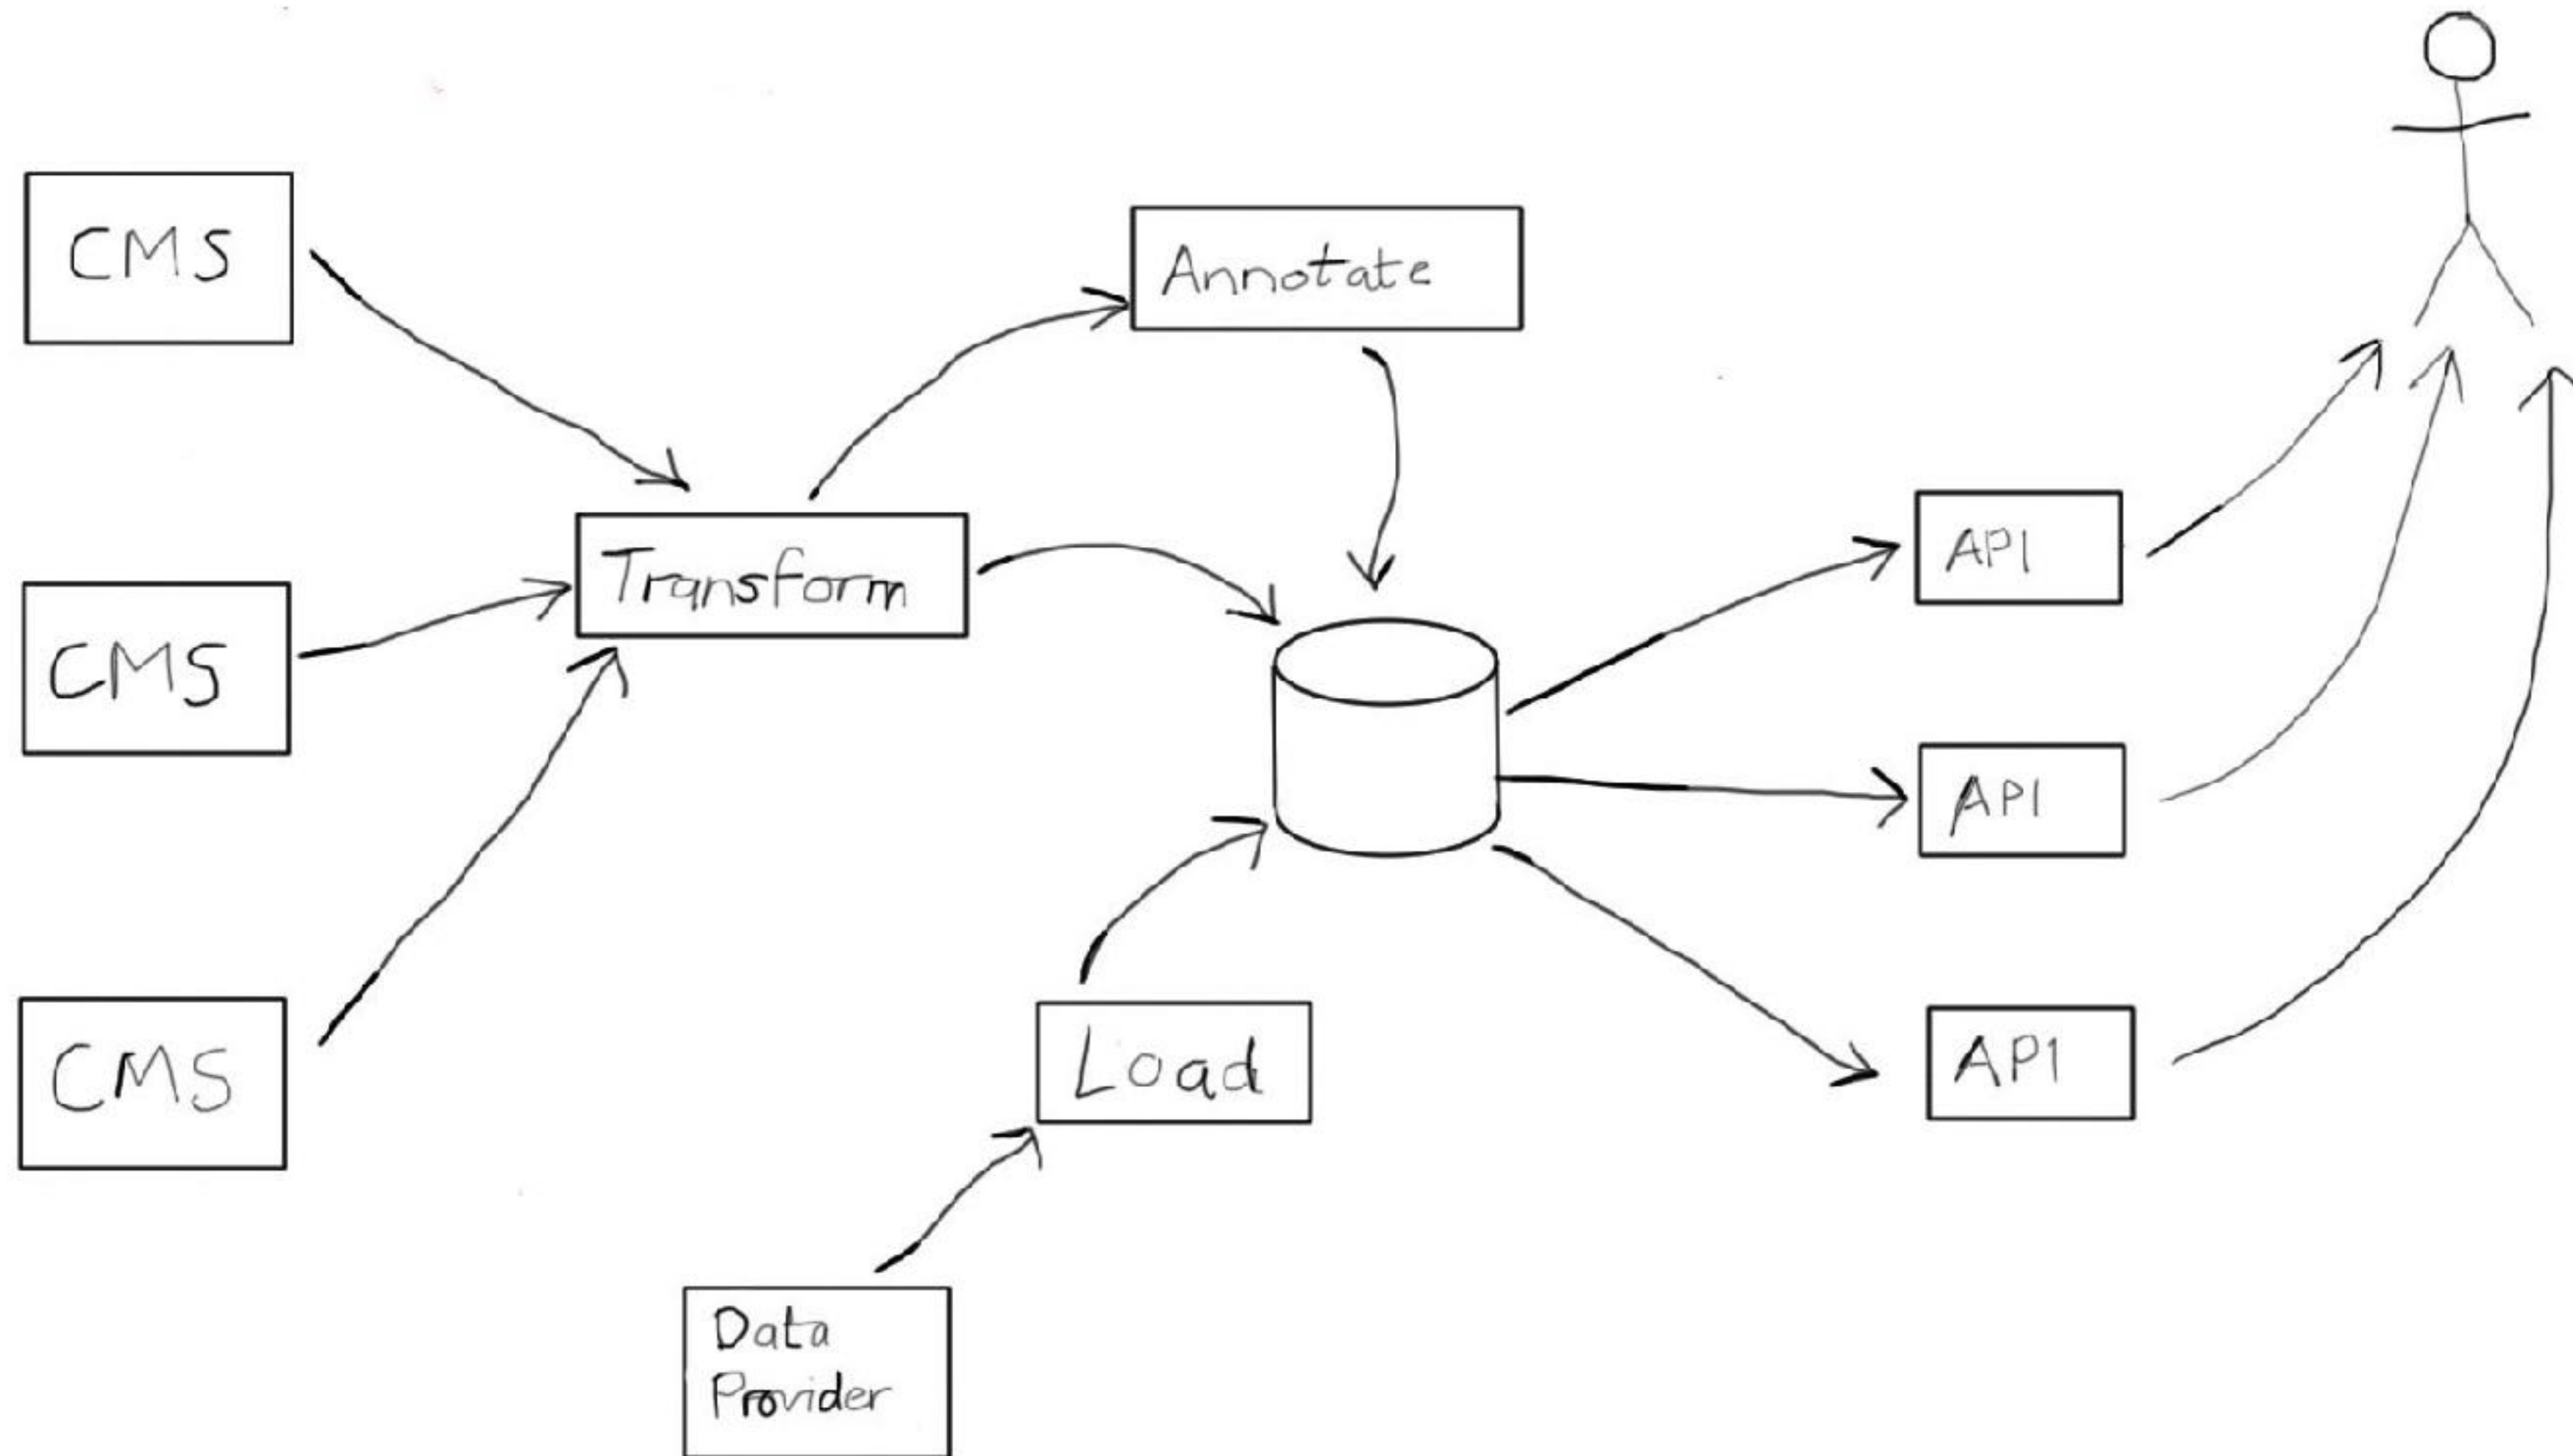 CMS
Annotate
Transform
API
CMS
API
Load
API
CMS
Data
Provider